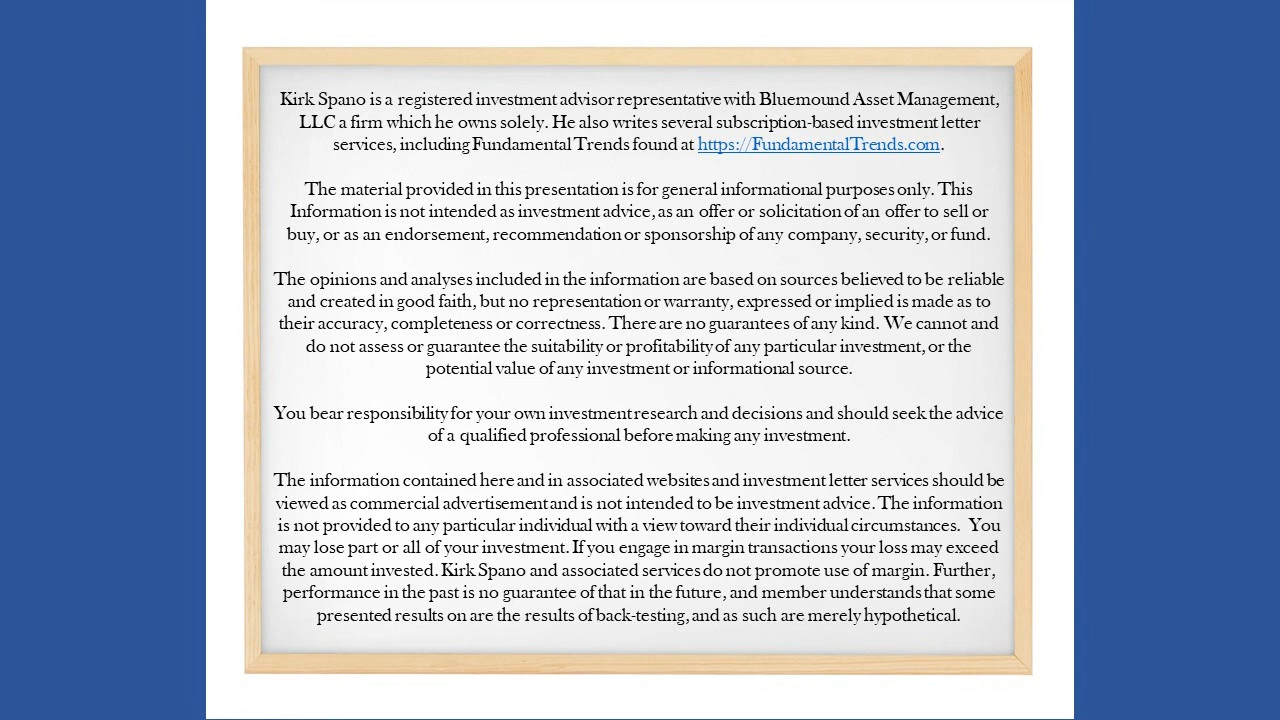 Kirk Spano is a registered investment advisor representative with Bluemound Asset Management,
LLC a firm which he owns solely. He also writes several subscription-based investment letter
services, including Fundamental Trends found at https://FundamentalTrends.com.
The material provided in this presentation is for general informational purposes only. This
Information is not intended as investment advice, as an offer or solicitation of an offer to sell or
buy, or as an endorsement, recommendation or sponsorship of any company, security, or fund.
The opinions and analyses included in the information are based on sources believed to be reliable
and created in good faith, but no representation or warranty, expressed or implied is made as to
their accuracy, completeness or correctness. There are no guarantees of any kind. We cannot and
do not assess or guarantee the suitability or profitability of any particular investment, or the
potential value of any investment or informational source.
You bear responsibility for your own investment research and decisions and should seek the advice
of a qualified professional before making any investment.
The information contained here and in associated websites and investment letter services should be
viewed as commercial advertisement and is not intended to be investment advice. The information
is not provided to any particular individual with a view toward their individual circumstances. You
may lose part or all of your investment. If you engage in margin transactions your loss may exceed
the amount invested. Kirk Spano and associated services do not promote use of margin. Further,
performance in the past is no guarantee of that in the future, and member understands that some
presented results on are the results of back-testing, and as such are merely hypothetical.